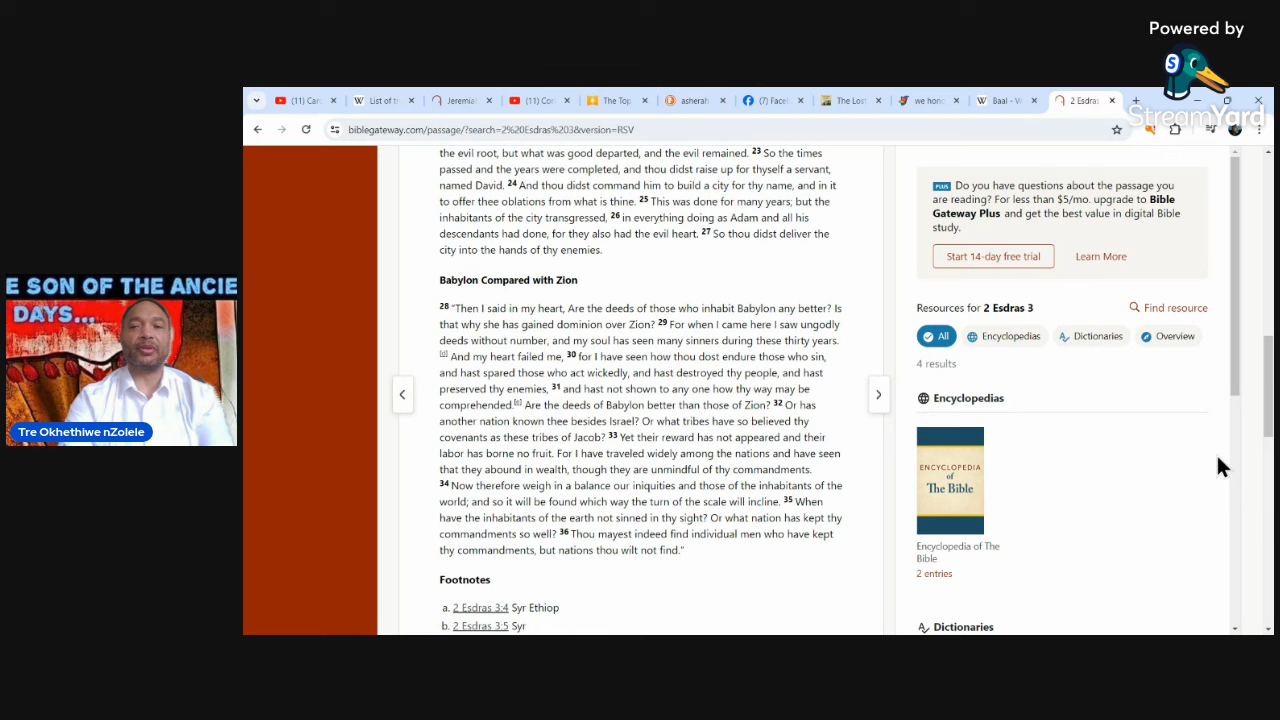 Powered by
StreamYard
(11) Car
List of t
Jeremia
(11) Co
The Top
asherah
(7) Face
The Lost
we hon
Baal - W
2 Esdra
biblegateway.com/passage/?search=2%20Esdras%203&version=RSV
the evil root, but what was good departed, and the evil remained. 23 So the times
passed and the years were completed, and thou didst raise up for thyself a servant,
named David. 24 And thou didst command him to build a city for thy name, and in it
to offer thee oblations from what is thine. 25 This was done for many years; but the
inhabitants of the city transgressed, 26 in everything doing as Adam and all his
descendants had done, for they also had the evil heart. 27 So thou didst deliver the
city into the hands of thy enemies.
Babylon Compared with Zion
28 “Then I said in my heart, Are the deeds of those who inhabit Babylon any better? Is
that why she has gained dominion over Zion? 29 For when I came here I saw ungodly
deeds without number, and my soul has seen many sinners during these thirty years.
[d] And my heart failed me, 30 for I have seen how thou dost endure those who sin,
and hast spared those who act wickedly, and hast destroyed thy people, and hast
preserved thy enemies, 31 and hast not shown to any one how thy way may be
comprehended.[e] Are the deeds of Babylon better than those of Zion? 32 Or has
another nation known thee besides Israel? Or what tribes have so believed thy
covenants as these tribes of Jacob? 33 Yet their reward has not appeared and their
labor has borne no fruit. For I have traveled widely among the nations and have seen
that they abound in wealth, though they are unmindful of thy commandments.
34 Now therefore weigh in a balance our iniquities and those of the inhabitants of the
world; and so it will be found which way the turn of the scale will incline. 35 When
have the inhabitants of the earth not sinned in thy sight? Or what nation has kept thy
commandments so well? 36 Thou mayest indeed find individual men who have kept
thy commandments, but nations thou wilt not find.”
Footnotes
a. 2 Esdras 3:4 Syr Ethiop
b. 2 Esdras 3:5 Syr
PLUS Do you have questions about the passage you
are reading? For less than $5/mo. upgrade to Bible
Gateway Plus and get the best value in digital Bible
study.
Start 14-day free trial
Learn More
Resources for 2 Esdras 3
Find resource
All
Encyclopedias
Dictionaries
Overview
4 results
Encyclopedias
ENCYCLOPEDIA
of
The Bible
Encyclopedia of The
Bible
2 entries
Dictionaries
E SON OF THE ANCIE
DAYS...
Tre Okhethiwe nZolele